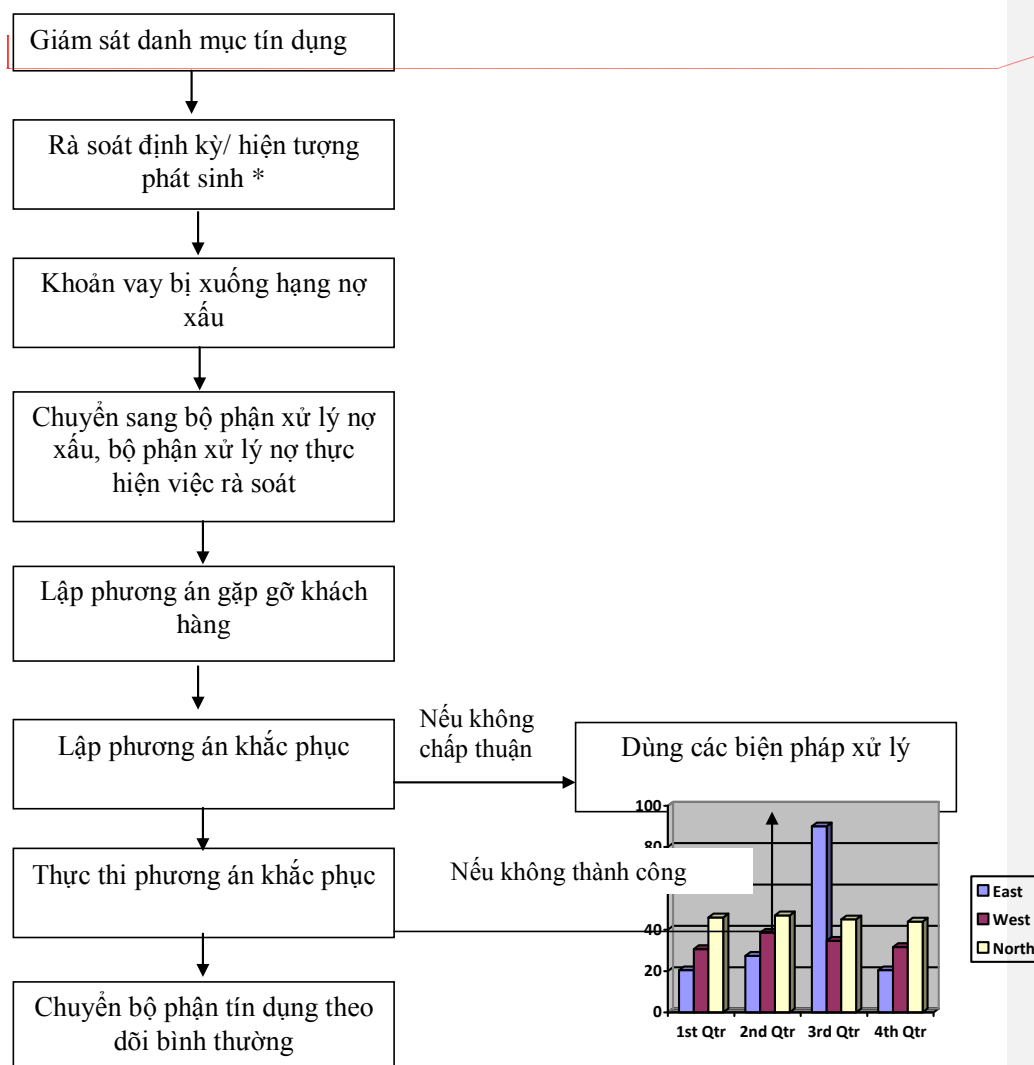 Giám sát danh mục tín dụng
Rà soát định kỳ/ hiện tượng
phát sinh *
Khoản vay bị xuống hạng nợ
xấu
Chuyển sang bộ phận xử lý nợ
xấu, bộ phận xử lý nợ thực
hiện việc rà soát
Lập phương án gặp gỡ khách
hàng
Lập phương án khắc phục
Nếu không
chấp thuận
Dùng các biện pháp xử lý
Thực thi phương án khắc phục
Nếu không thành công
Chuyển bộ phận tín dụng theo
dõi bình thường
100
40
20
0
1st Qtr 2nd Qtr 3rd Qtr 4th Qtr
East
West
North